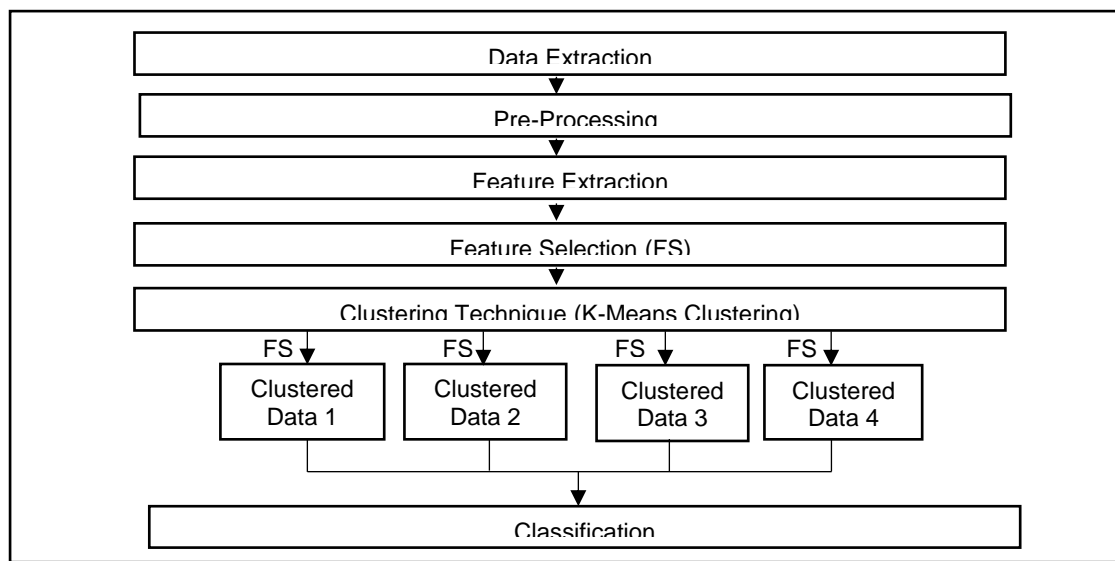 Data Extraction
Pre-Processing
Feature Extraction
Feature Selection (FS)
Clustering Technique (K-Means Clustering)
FS FS FS FS
Clustered Data 1
Clustered Data 2
Clustered Data 3
Clustered Data 4
Classification